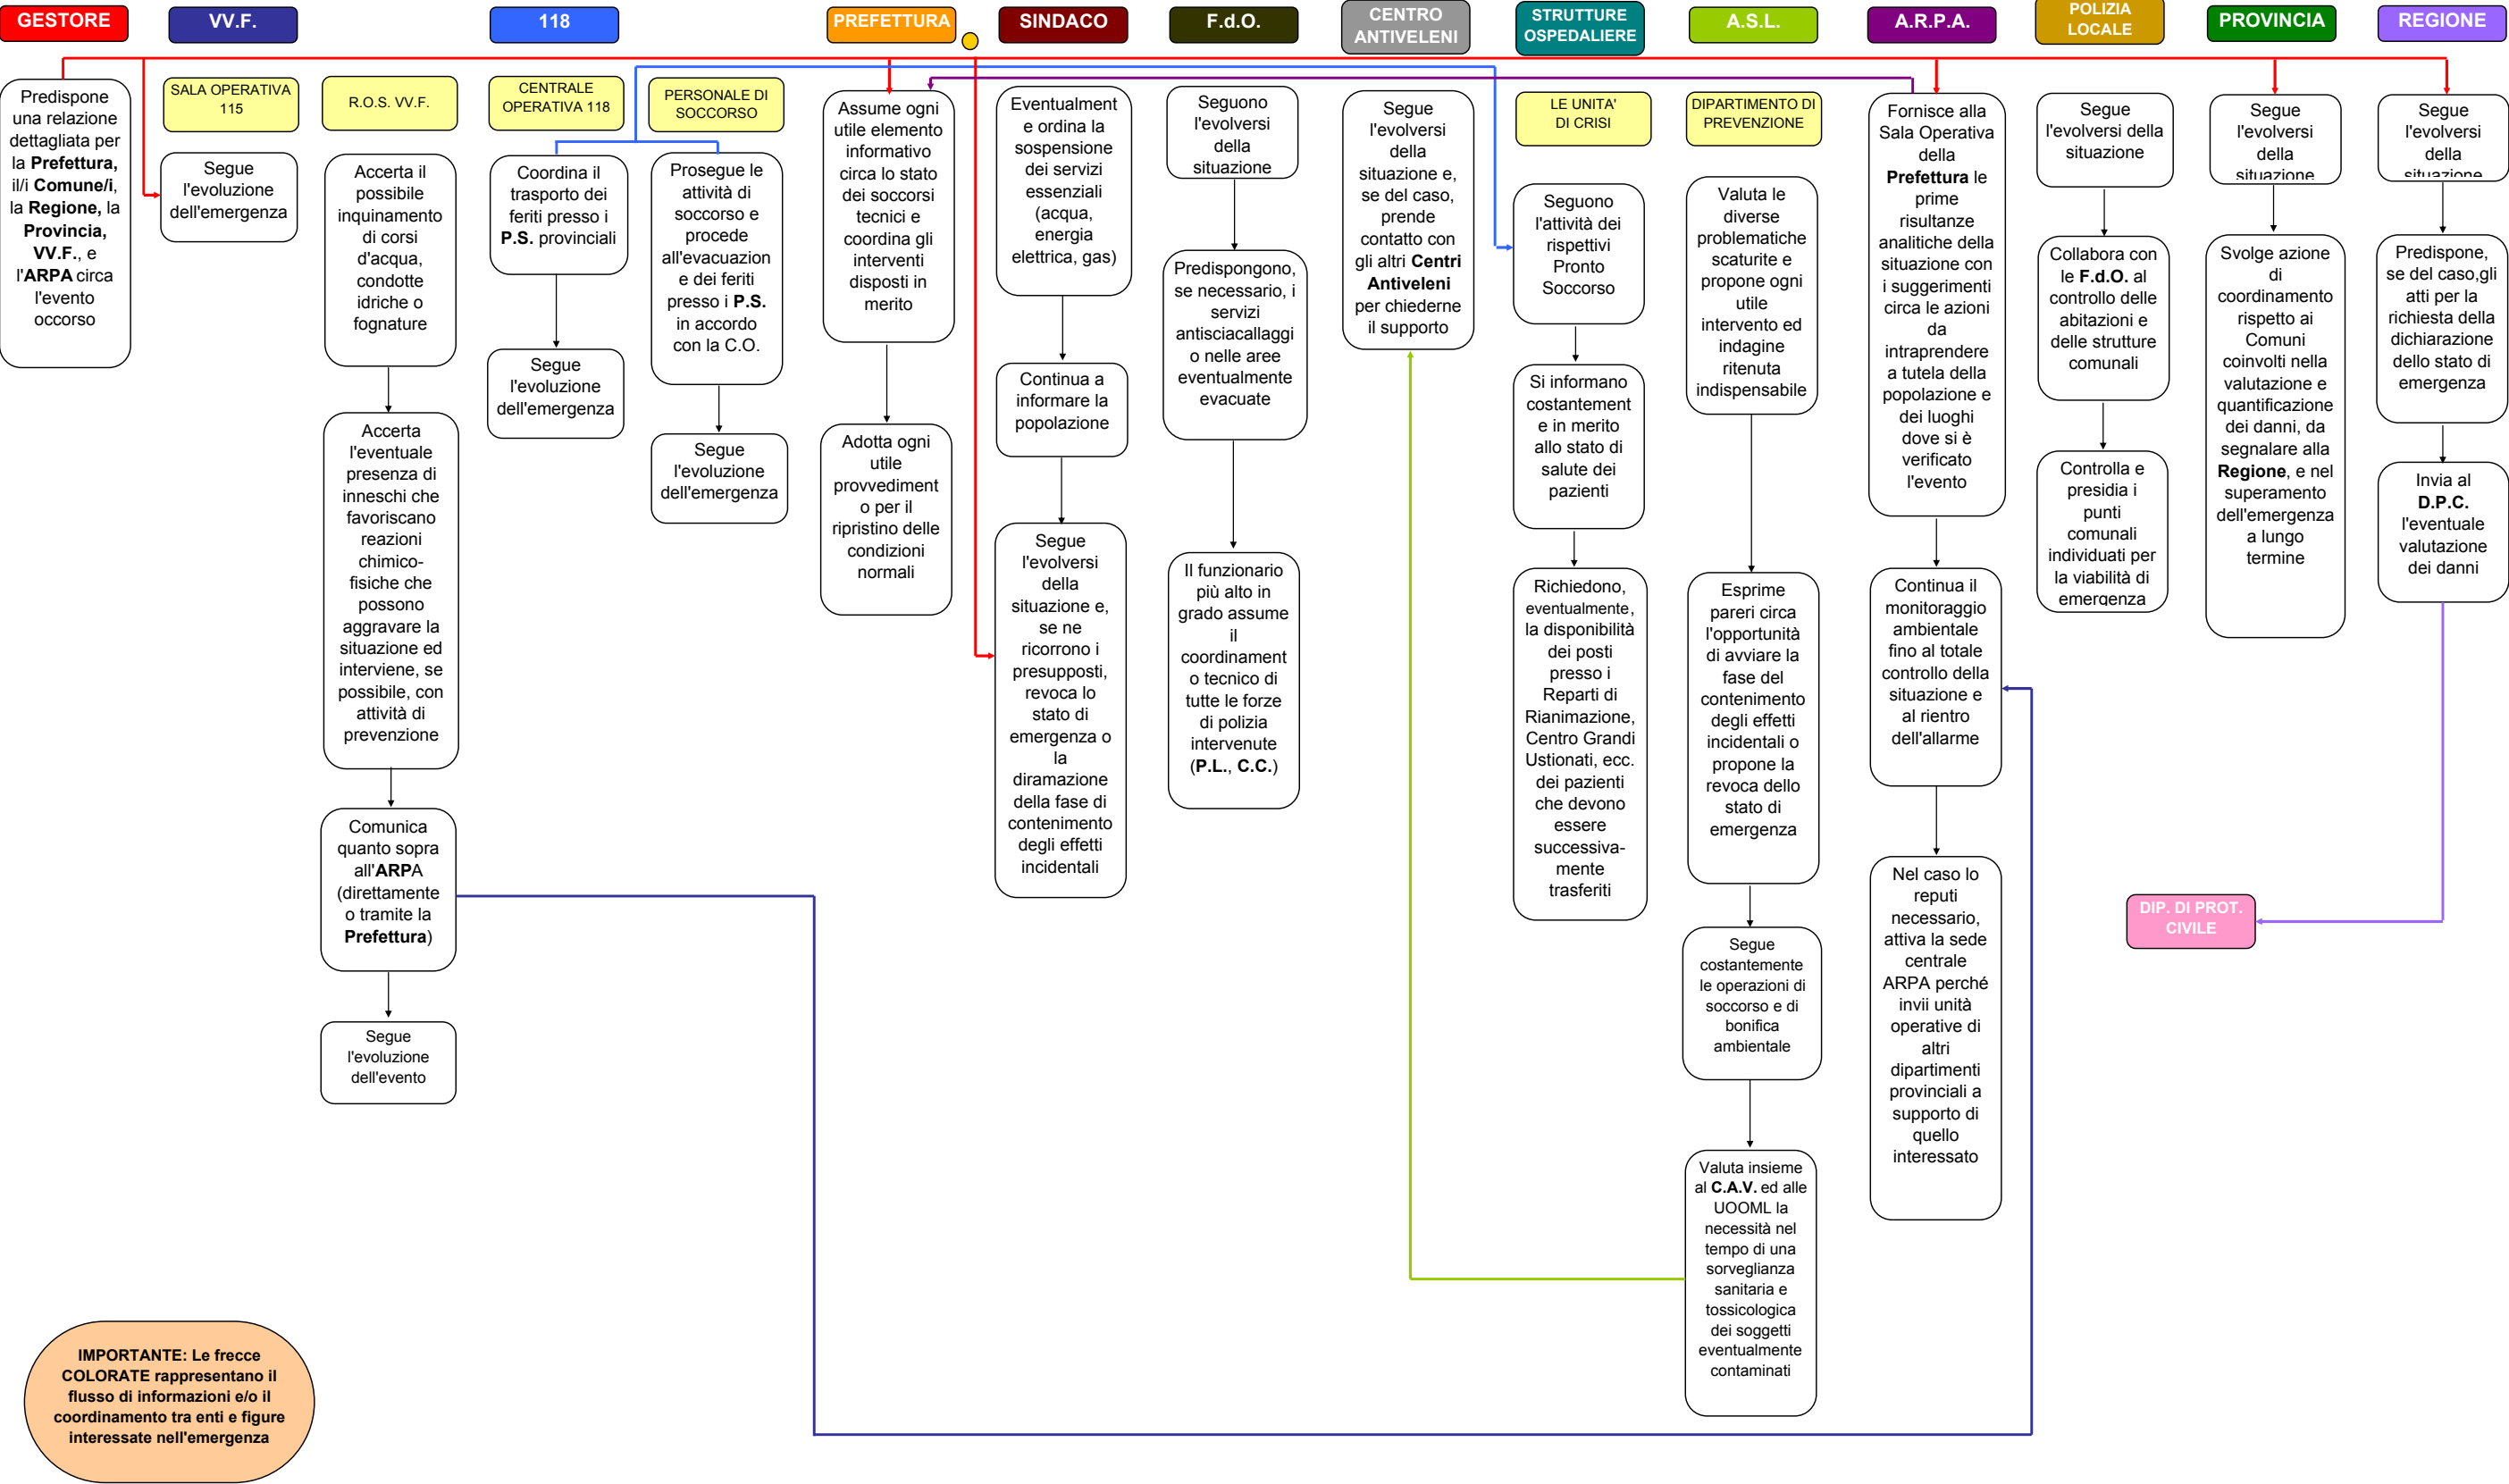 GESTORE
VV.F.
118
PREFETTURA
SINDACO
F.d.O.
CENTRO
ANTIVELENI
STRUTTURE
OSPEDALIERE
A.S.L.
A.R.P.A.
POLIZIA
LOCALE
PROVINCIA
REGIONE
Predispone
una relazione
dettagliata per
la Prefettura,
il/i Comune/i,
la Regione, la
Provincia,
VV.F., e
l'ARPA circa
l'evento
occorso
SALA OPERATIVA
115
Segue
l'evoluzione
dell'emergenza
R.O.S. VV.F.
Accerta il
possibile
inquinamento
di corsi
d'acqua,
condotte
idriche o
fognature
Accerta
l'eventuale
presenza di
inneschi che
favoriscano
reazioni
chimico-
fisiche che
possono
aggravare la
situazione ed
interviene, se
possibile, con
attività di
prevenzione
Comunica
quanto sopra
all'ARPA
(direttamente
o tramite la
Prefettura)
Segue
l'evoluzione
dell'evento
CENTRALE
OPERATIVA 118
Coordina il
trasporto dei
feriti presso i
P.S. provinciali
Segue
l'evoluzione
dell'emergenza
PERSONALE DI
SOCCORSO
Prosegue le
attività di
soccorso e
procede
all'evacuazion
e dei feriti
presso i P.S.
in accordo
con la C.O.
Segue
l'evoluzione
dell'emergenza
Assume ogni
utile elemento
informativo
circa lo stato
dei soccorsi
tecnici e
coordina gli
interventi
disposti in
merito
Adotta ogni
utile
provvediment
o per il
ripristino delle
condizioni
normali
Eventualment
e ordina la
sospensione
dei servizi
essenziali
(acqua,
energia
elettrica, gas)
Continua a
informare la
popolazione
Segue
l'evolversi
della
situazione e,
se ne
ricorrono i
presupposti,
revoca lo
stato di
emergenza o
la
diramazione
della fase di
contenimento
degli effetti
incidentali
Seguono
l'evolversi
della
situazione
Predispongono,
se necessario, i
servizi
antisciacallaggi
o nelle aree
eventualmente
evacuate
Il funzionario
più alto in
grado assume
il
coordinament
o tecnico di
tutte le forze
di polizia
intervenute
(P.L., C.C.)
Segue
l'evolversi
della
situazione e,
se del caso,
prende
contatto con
gli altri Centri
Antiveleni
per chiederne
il supporto
LE UNITA'
DI CRISI
Seguono
l'attività dei
rispettivi
Pronto
Soccorso
Si informano
costantement
e in merito
allo stato di
salute dei
pazienti
Richiedono,
eventualmente,
la disponibilità
dei posti
presso i
Reparti di
Rianimazione,
Centro Grandi
Ustionati, ecc.
dei pazienti
che devono
essere
successiva-
mente
trasferiti
DIPARTIMENTO DI
PREVENZIONE
Valuta le
diverse
problematiche
scaturite e
propone ogni
utile
intervento ed
indagine
ritenuta
indispensabile
Esprime
pareri circa
l'opportunità
di avviare la
fase del
contenimento
degli effetti
incidentali o
propone la
revoca dello
stato di
emergenza
Segue
costantemente
le operazioni di
soccorso e di
bonifica
ambientale
Valuta insieme
al C.A.V. ed alle
UOOML la
necessità nel
tempo di una
sorveglianza
sanitaria e
tossicologica
dei soggetti
eventualmente
contaminati
Fornisce alla
Sala Operativa
della
Prefettura le
prime
risultanze
analitiche della
situazione con
i suggerimenti
circa le azioni
da
intraprendere
a tutela della
popolazione e
dei luoghi
dove si è
verificato
l'evento
Continua il
monitoraggio
ambientale
fino al totale
controllo della
situazione e
al rientro
dell'allarme
Nel caso lo
reputi
necessario,
attiva la sede
centrale
ARPA perché
invii unità
operative di
altri
dipartimenti
provinciali a
supporto di
quello
interessato
Segue
l'evolversi della
situazione
Collabora con
le F.d.O. al
controllo delle
abitazioni e
delle strutture
comunali
Controlla e
presidia i
punti
comunali
individuati per
la viabilità di
emergenza
Segue
l'evolversi
della
situazione
Svolge azione
di
coordinamento
rispetto ai
Comuni
coinvolti nella
valutazione e
quantificazione
dei danni, da
segnalare alla
Regione, e nel
superamento
dell'emergenza
a lungo
termine
Segue
l'evolversi
della
situazione
Predispone,
se del caso,gli
atti per la
richiesta della
dichiarazione
dello stato di
emergenza
Invia al
D.P.C.
l'eventuale
valutazione
dei danni
DIP. DI PROT.
CIVILE
IMPORTANTE: Le frecce
COLORATE rappresentano il
flusso di informazioni e/o il
coordinamento tra enti e figure
interessate nell'emergenza